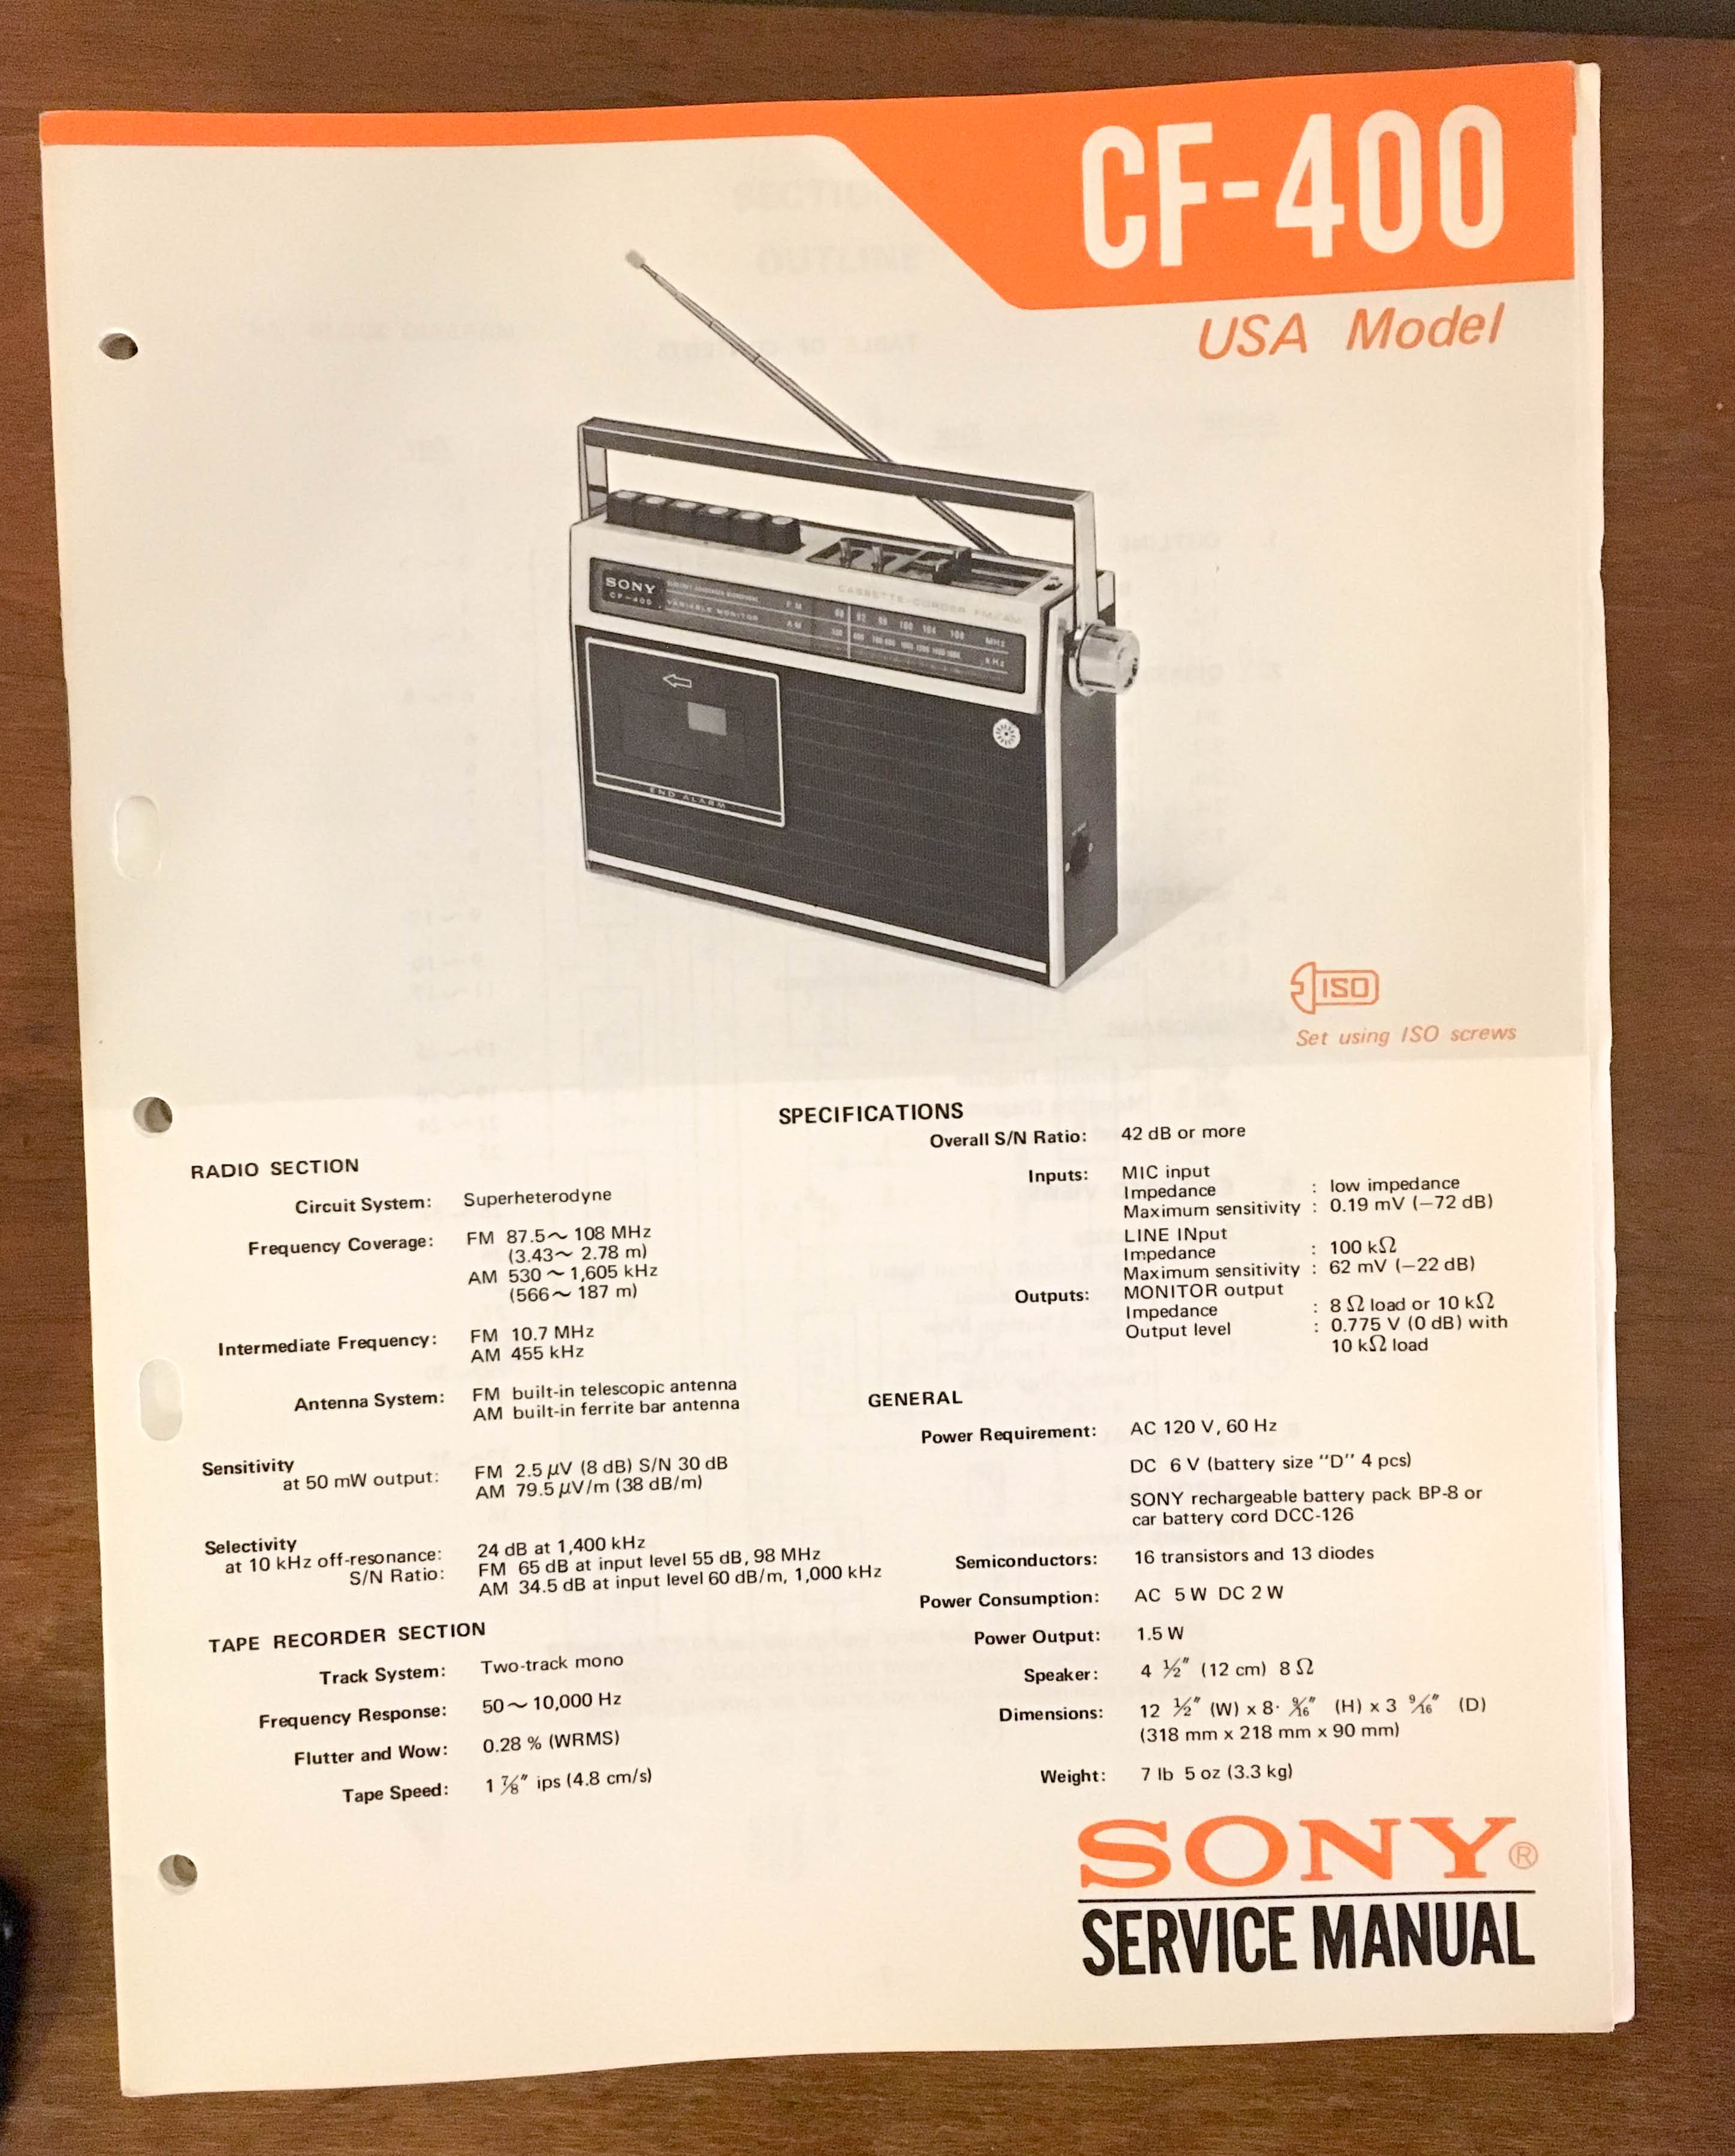 CF-400
USA Model
SONY
CF-400
VARIABLE MONITOR
FM
AM
88 92 96 100 104 108 MHz
kHz
CASSETTE-CORDER FM/AM
END ALARM
ISO
Set using ISO screws
SPECIFICATIONS
RADIO SECTION
Circuit System: Superheterodyne
Frequency Coverage: FM 87.5～108 MHz
(3.43～ 2.78 m)
AM 530 ～ 1,605 kHz
(566～ 187 m)
Intermediate Frequency: FM 10.7 MHz
AM 455 kHz
Antenna System: FM built-in telescopic antenna
AM built-in ferrite bar antenna
Sensitivity
at 50 mW output: FM 2.5 μV (8 dB) S/N 30 dB
AM 79.5 μV/m (38 dB/m)
Selectivity
at 10 kHz off-resonance: 24 dB at 1,400 kHz
S/N Ratio: FM 65 dB at input level 55 dB, 98 MHz
AM 34.5 dB at input level 60 dB/m, 1,000 kHz
TAPE RECORDER SECTION
Track System: Two-track mono
Frequency Response: 50～ 10,000 Hz
Flutter and Wow: 0.28 % (WRMS)
Tape Speed: 1 ⅞″ ips (4.8 cm/s)
Overall S/N Ratio: 42 dB or more
Inputs: MIC input
Impedance : low impedance
Maximum sensitivity : 0.19 mV (−72 dB)
LINE INput
Impedance : 100 kΩ
Maximum sensitivity : 62 mV (−22 dB)
Outputs: MONITOR output
Impedance : 8 Ω load or 10 kΩ
Output level : 0.775 V (0 dB) with
10 kΩ load
GENERAL
Power Requirement: AC 120 V, 60 Hz
DC 6 V (battery size "D" 4 pcs)
SONY rechargeable battery pack BP-8 or
car battery cord DCC-126
Semiconductors: 16 transistors and 13 diodes
Power Consumption: AC 5 W DC 2 W
Power Output: 1.5 W
Speaker: 4 ½″ (12 cm) 8 Ω
Dimensions: 12 ½″ (W) x 8 9/16″ (H) x 3 9/16″ (D)
(318 mm x 218 mm x 90 mm)
Weight: 7 lb 5 oz (3.3 kg)
SONY®
SERVICE MANUAL